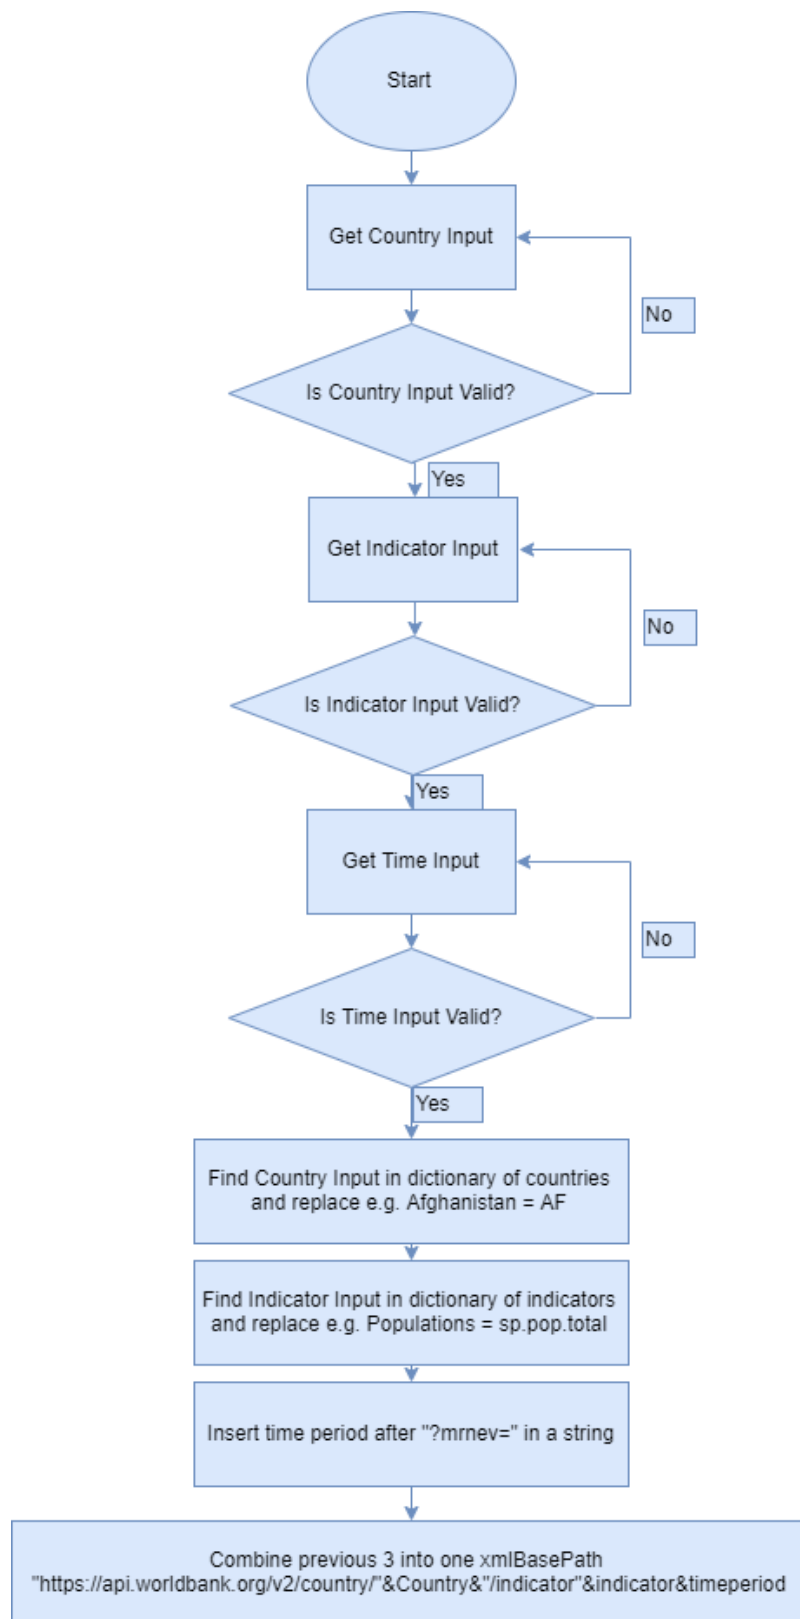 Start
Get Country Input
No
Is Country Input Valid?
Yes
Get Indicator Input
No
Is Indicator Input Valid?
Yes
Get Time Input
No
Is Time Input Valid?
Yes
Find Country Input in dictionary of countries
and replace e.g. Afghanistan = AF
Find Indicator Input in dictionary of indicators
and replace e.g. Populations = sp.pop.total
Insert time period after "?mrnev=" in a string
Combine previous 3 into one xmlBasePath
"https://api.worldbank.org/v2/country/"&Country&"/indicator"&indicator&timeperiod